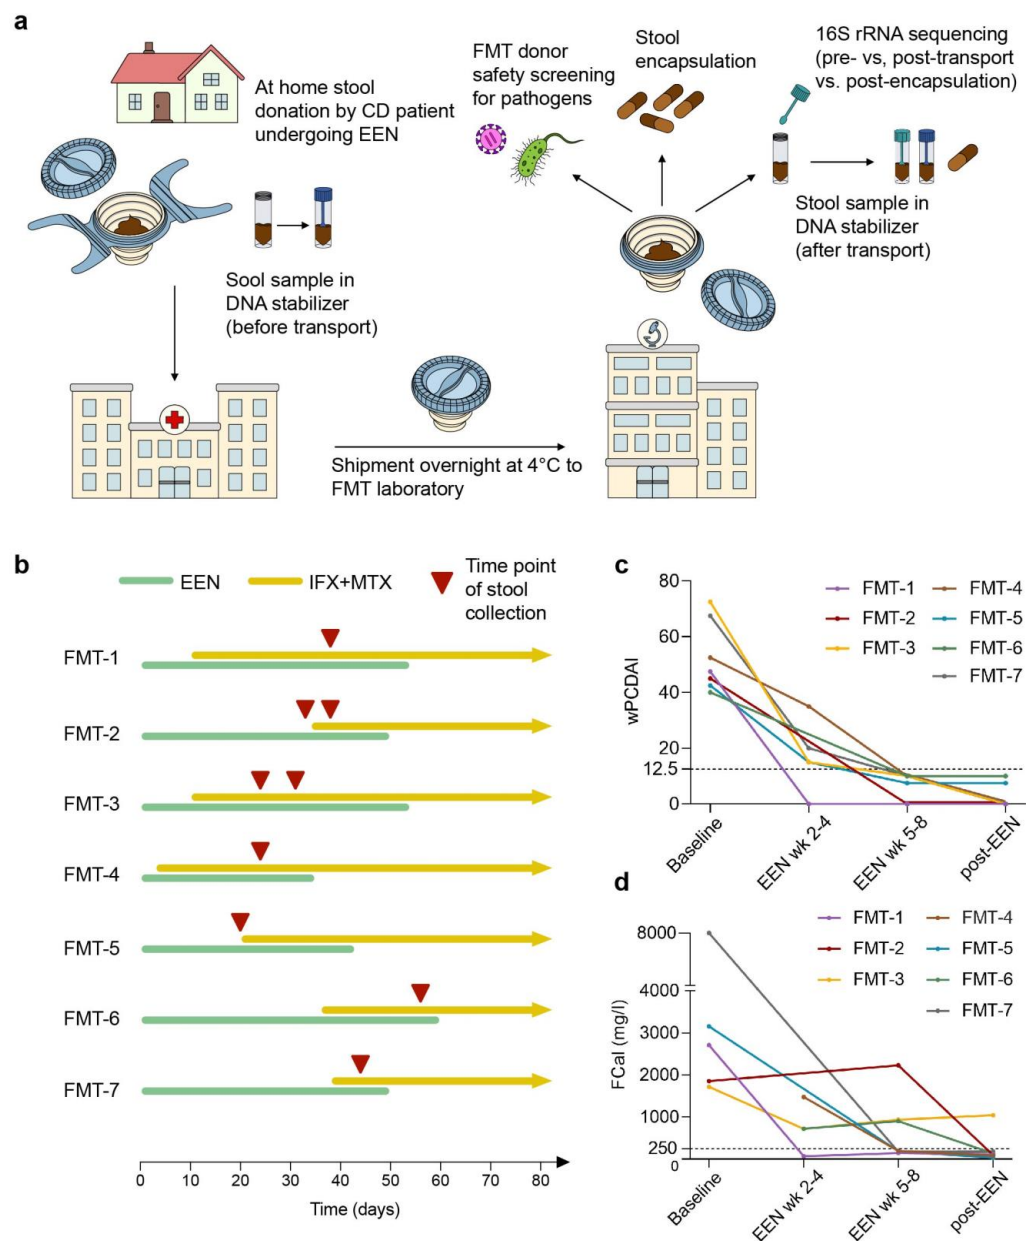 a
At home stool
donation by CD patient
undergoing EEN
Sool sample in
DNA stabilizer
(before transport)
FMT donor
safety screening
for pathogens
Stool
encapsulation
16S rRNA sequencing
(pre- vs, post-transport
vs. post-encapsulation)
Stool sample in
DNA stabilizer
(after transport)
Shipment overnight at 4°C to
FMT laboratory
b
EEN
IFX+MTX
Time point
of stool
collection
FMT-1
FMT-2
FMT-3
FMT-4
FMT-5
FMT-6
FMT-7
0 10 20 30 40 50 60 70 80
Time (days)
c
FMT-1 FMT-4
FMT-2 FMT-5
FMT-3 FMT-6
FMT-7
wPCDAI
80
60
40
20
12.5
0
Baseline
EEN wk 2-4
EEN wk 5-8
post-EEN
d
FMT-1 FMT-4
FMT-2 FMT-5
FMT-3 FMT-6
FMT-7
FCal (mg/l)
8000
4000
3000
2000
1000
250
0
Baseline
EEN wk 2-4
EEN wk 5-8
post-EEN